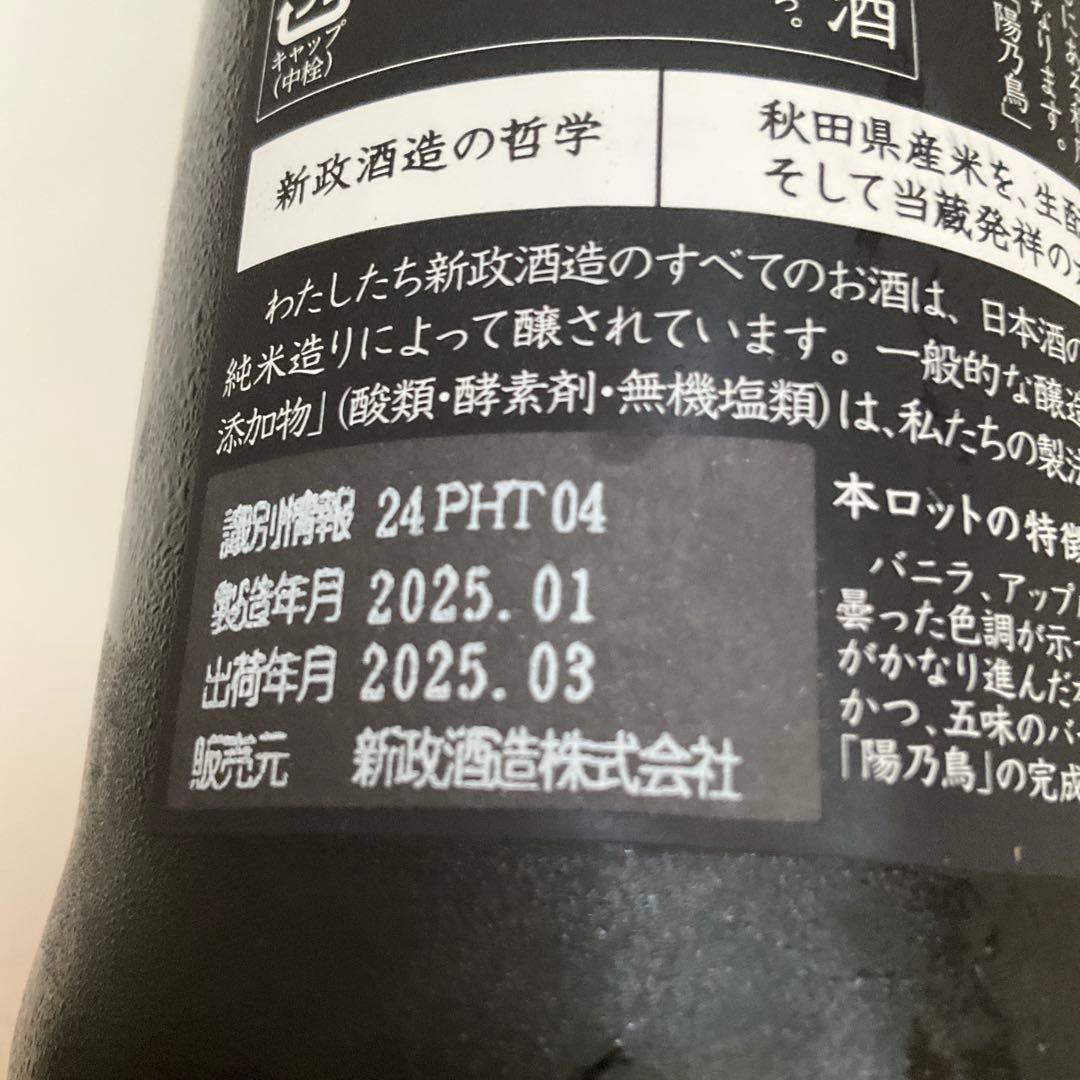 酒
キャップ
(中栓)
なります。
「陽乃鳥」
新政酒造の哲学
秋田県産米を、生酛
そして当蔵発祥の
わたしたち新政酒造のすべてのお酒は、日本酒の
純米造りによって醸されています。一般的な醸造
添加物」(酸類・酵素剤・無機塩類)は、私たちの製造
識別情報 24PHT04
製造年月 2025.01
出荷年月 2025.03
販売元 新政酒造株式会社
本ロットの特徴
バニラ、アップル
曇った色調が示
がかなり進んだ
かつ、五味のバ
「陽乃鳥」の完成